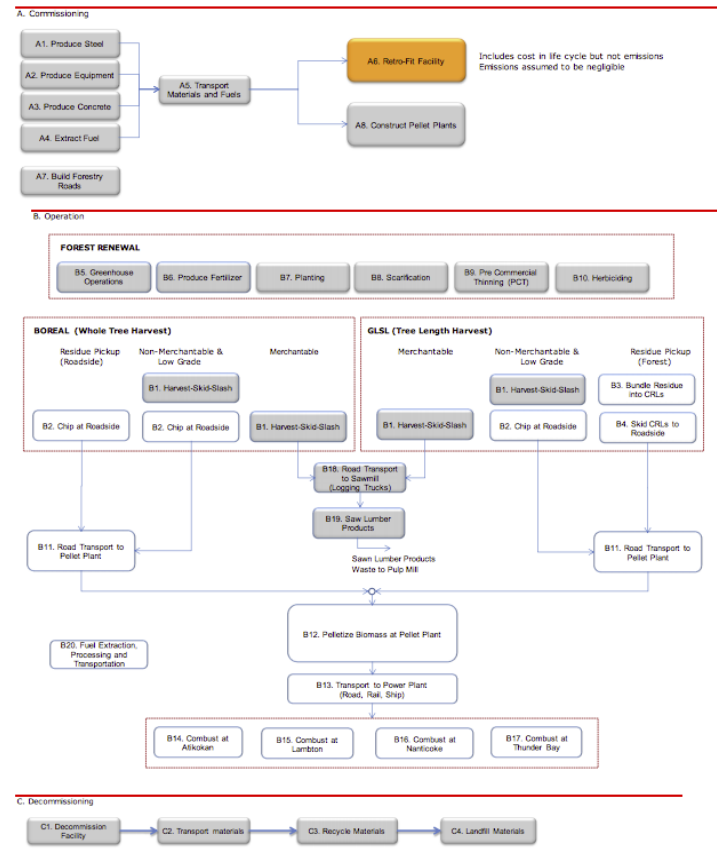 A. Commissioning
A1. Produce Steel
A2. Produce Equipment
A3. Produce Concrete
A4. Extract Fuel
A7. Build Forestry
Roads
A5. Transport
Materials and Fuels
A6. Retro-Fit Facility
Includes cost in life cycle but not emissions
Emissions assumed to be negligible
A8. Construct Pellet Plants
B. Operation
FOREST RENEWAL
B5. Greenhouse
Operations
B6. Produce Fertilizer
B7. Planting
B8. Scarification
B9. Pre Commercial
Thinning (PCT)
B10. Herbiciding
BOREAL (Whole Tree Harvest)
Residue Pickup
(Roadside)
Non-Merchantable &
Low Grade
Merchantable
B1. Harvest-Skid-Slash
B2. Chip at Roadside
B2. Chip at Roadside
B1. Harvest-Skid-Slash
GLSL (Tree Length Harvest)
Merchantable
Non-Merchantable &
Low Grade
Residue Pickup
(Forest)
B1. Harvest-Skid-Slash
B3. Bundle Residue
into CRLs
B1. Harvest-Skid-Slash
B2. Chip at Roadside
B4. Skid CRLs to
Roadside
B18. Road Transport
to Sawmill
(Logging Trucks)
B19. Saw Lumber
Products
Sawn Lumber Products
Waste to Pulp Mill
B11. Road Transport to
Pellet Plant
B11. Road Transport to
Pellet Plant
B12. Pelletize Biomass at Pellet Plant
B20. Fuel Extraction,
Processing and
Transportation
B13. Transport to Power Plant
(Road, Rail, Ship)
B14. Combust at
Atikokan
B15. Combust at
Lambton
B16. Combust at
Nanticoke
B17. Combust at
Thunder Bay
C. Decommissioning
C1. Decommission
Facility
C2. Transport materials
C3. Recycle Materials
C4. Landfill Materials